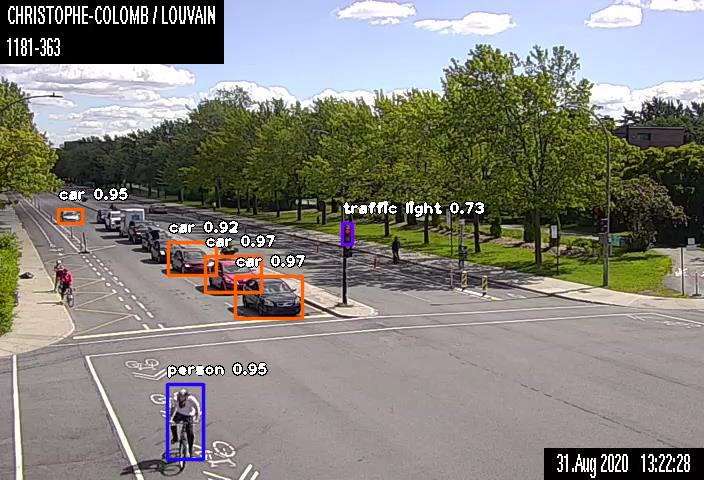 CHRISTOPHE-COLOMB / LOUVAIN
1181-363
car 0.95
traffic light 0.73
car 0.92
car 0.97
car 0.97
person 0.95
31.Aug 2020 13:22:28